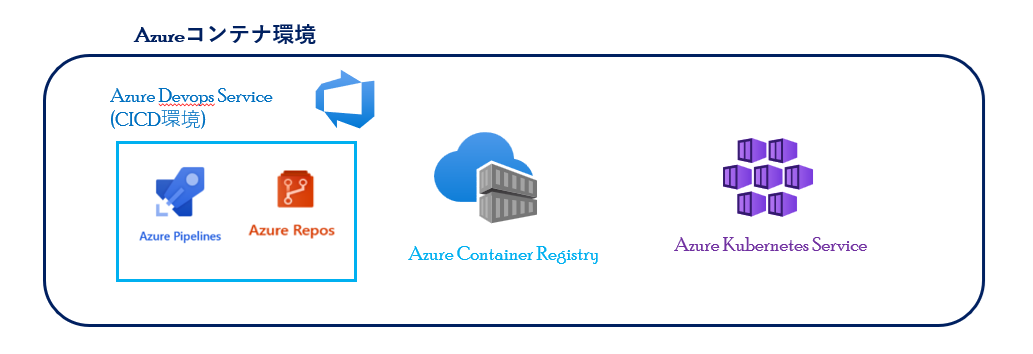 Azureコンテナ環境
Azure Devops Service
(CICD環境)
Azure Pipelines
Azure Repos
Azure Container Registry
Azure Kubernetes Service